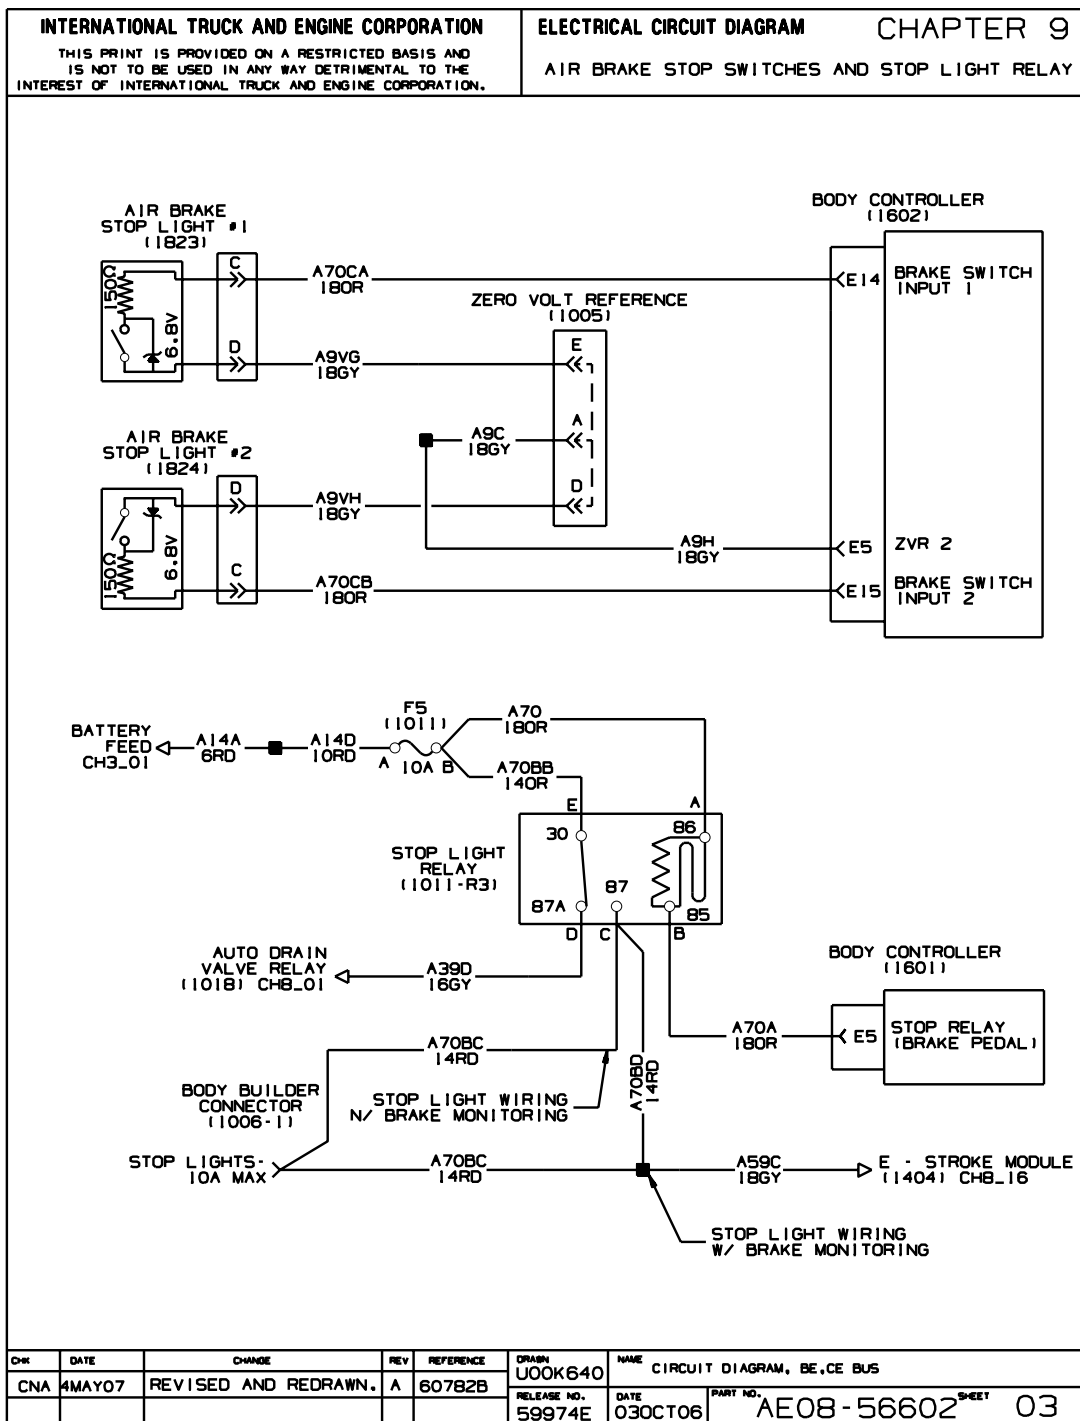 INTERNATIONAL TRUCK AND ENGINE CORPORATION
THIS PRINT IS PROVIDED ON A RESTRICTED BASIS AND
IS NOT TO BE USED IN ANY WAY DETRIMENTAL TO THE
INTEREST OF INTERNATIONAL TRUCK AND ENGINE CORPORATION.
ELECTRICAL CIRCUIT DIAGRAM
CHAPTER 9
AIR BRAKE STOP SWITCHES AND STOP LIGHT RELAY
BODY CONTROLLER
(1602)
AIR BRAKE
STOP LIGHT #1
(1823)
150Ω
6.8V
C
D
A70CA
18OR
A9VG
18GY
ZERO VOLT REFERENCE
(1005)
E
A
D
A9C
18GY
E14
BRAKE SWITCH
INPUT 1
AIR BRAKE
STOP LIGHT #2
(1824)
150Ω
6.8V
D
C
A9VH
18GY
A9H
18GY
E5
ZVR 2
A70CB
18OR
E15
BRAKE SWITCH
INPUT 2
BATTERY
FEED
CH3_01
A14A
6RD
A14D
10RD
F5
(1011)
A
10A
B
A70
18OR
A70BB
14OR
E
A
30
86
STOP LIGHT
RELAY
(1011-R3)
87
87A
85
D
C
B
AUTO DRAIN
VALVE RELAY
(1018) CH8_01
A39D
16GY
BODY CONTROLLER
(1601)
A70A
18OR
E5
STOP RELAY
(BRAKE PEDAL)
A70BC
14RD
A70BD
14RD
BODY BUILDER
CONNECTOR
(1006-1)
STOP LIGHT WIRING
N/ BRAKE MONITORING
STOP LIGHTS-
10A MAX
A70BC
14RD
A59C
18GY
E - STROKE MODULE
(1404) CH8_16
STOP LIGHT WIRING
W/ BRAKE MONITORING
CHK
DATE
CHANGE
REV
REFERENCE
CNA
4MAY07
REVISED AND REDRAWN.
A
60782B
DRAWN
U00K640
NAME
CIRCUIT DIAGRAM, BE,CE BUS
RELEASE NO.
59974E
DATE
03OCT06
PART NO.
AE08-56602
SHEET
03